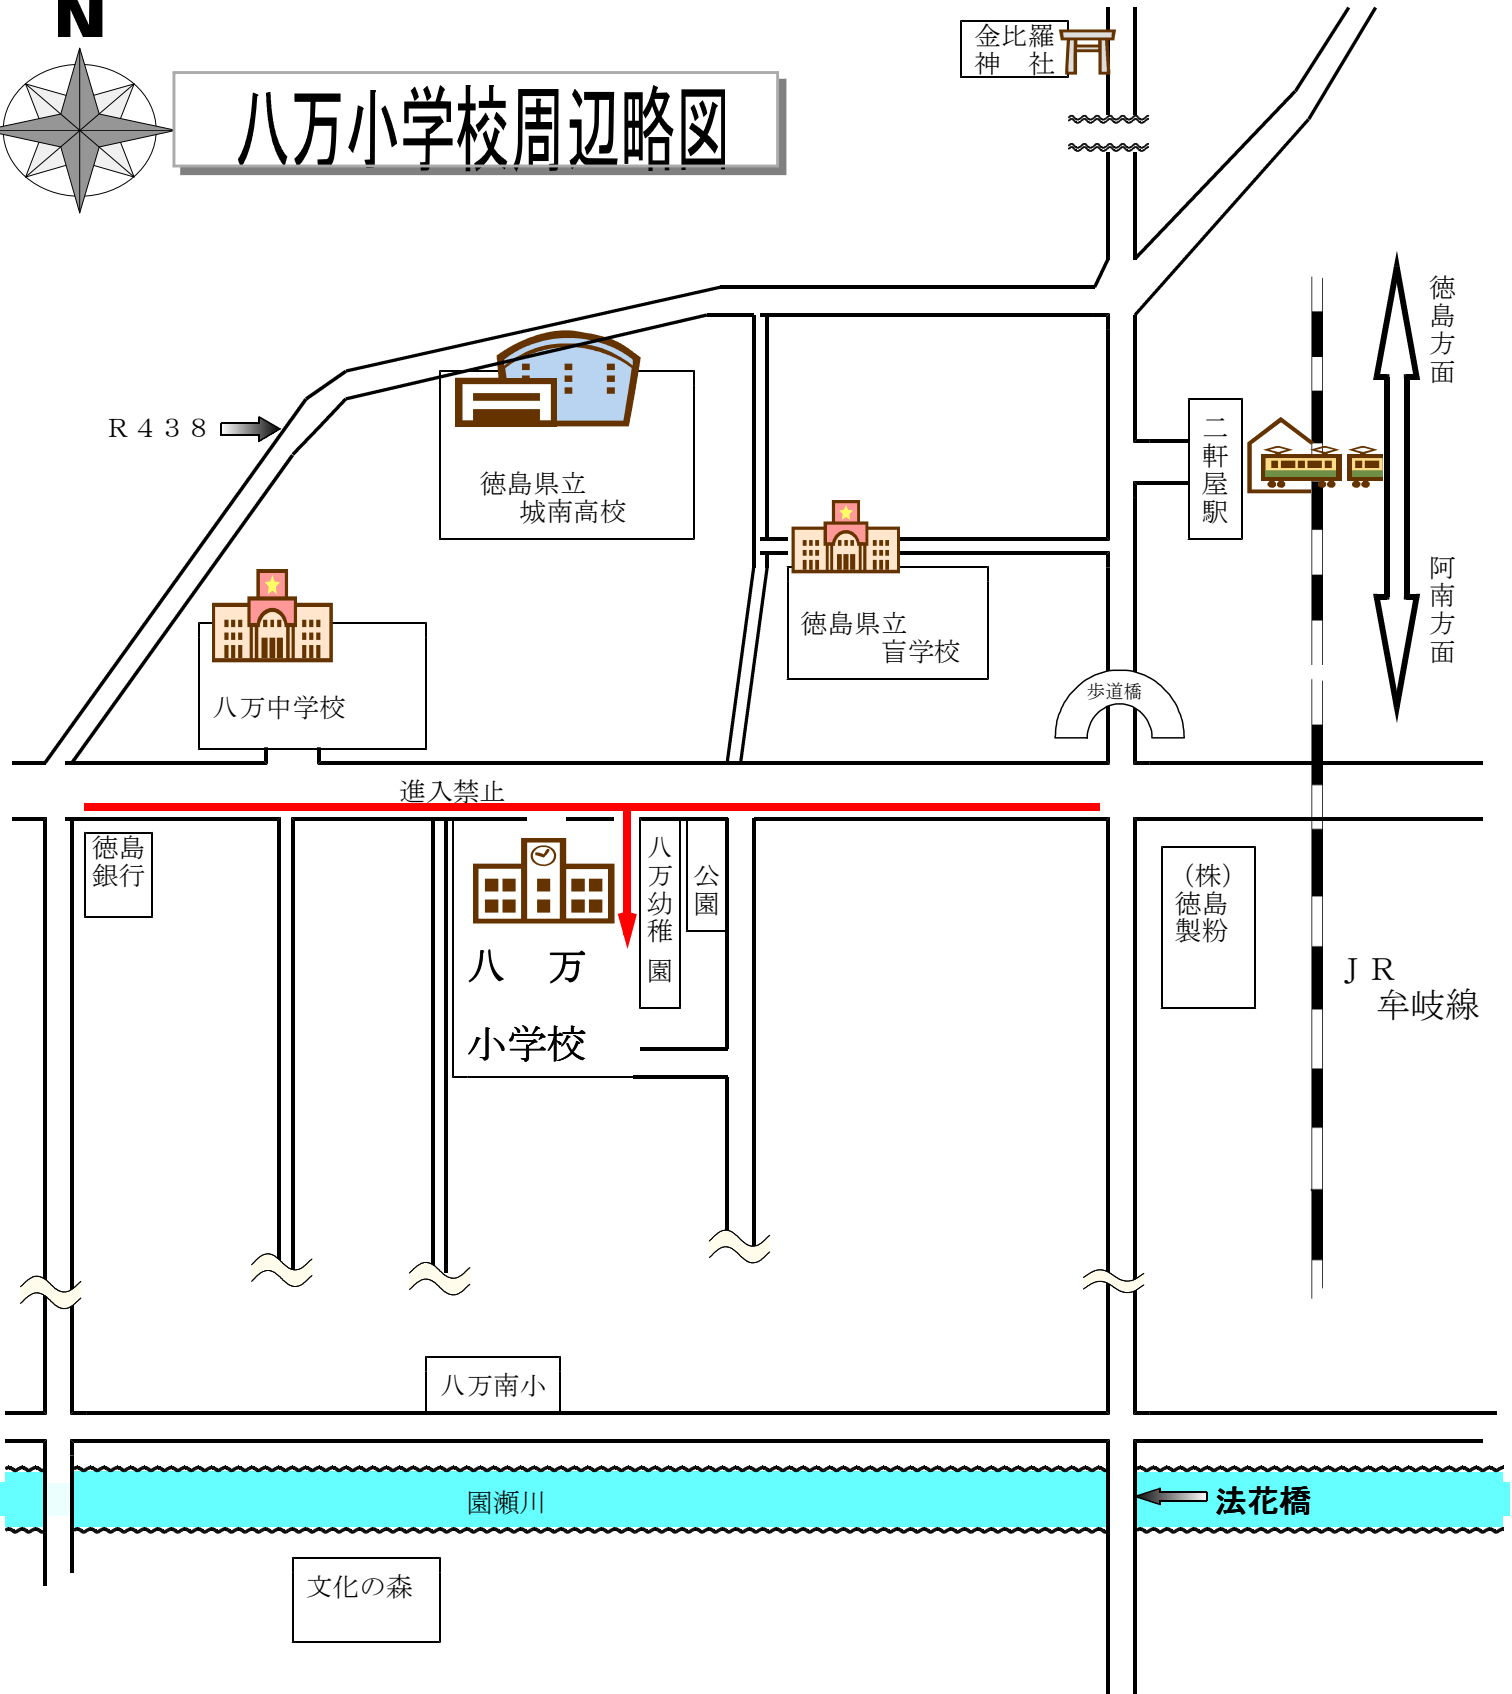 N
八万小学校周辺略図
金比羅
神　社
徳島方面
R438
二軒屋駅
徳島県立
城南高校
阿南方面
徳島県立
盲学校
八万中学校
歩道橋
進入禁止
徳島
銀行
八万幼稚園
公園
（株）
徳島
製粉
八　万
小学校
JR
牟岐線
八万南小
園瀬川
法花橋
文化の森